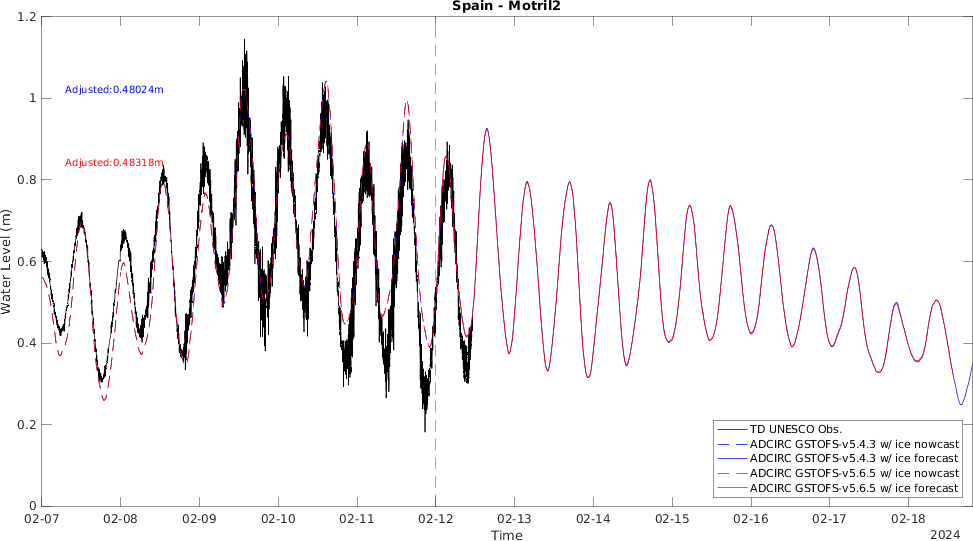 Spain - Motril2
1.2
1
0.8
0.6
0.4
0.2
0
Water Level (m)
Adjusted:0.48024m
Adjusted:0.48318m
TD UNESCO Obs.
ADCIRC GSTOFS-v5.4.3 w/ ice nowcast
ADCIRC GSTOFS-v5.4.3 w/ ice forecast
ADCIRC GSTOFS-v5.6.5 w/ ice nowcast
ADCIRC GSTOFS-v5.6.5 w/ ice forecast
02-07 02-08 02-09 02-10 02-11 02-12 02-13 02-14 02-15 02-16 02-17 02-18
Time
2024